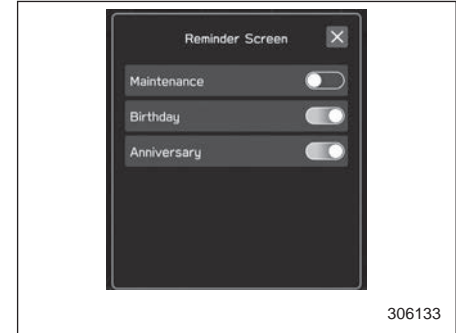 Reminder Screen
Maintenance
Birthday
Anniversary
306133